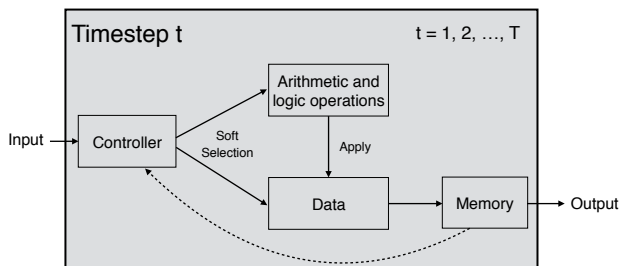 Timestep t
t = 1, 2, …, T
Arithmetic and
logic operations
Input
Controller
Soft
Selection
Apply
Data
Memory
Output